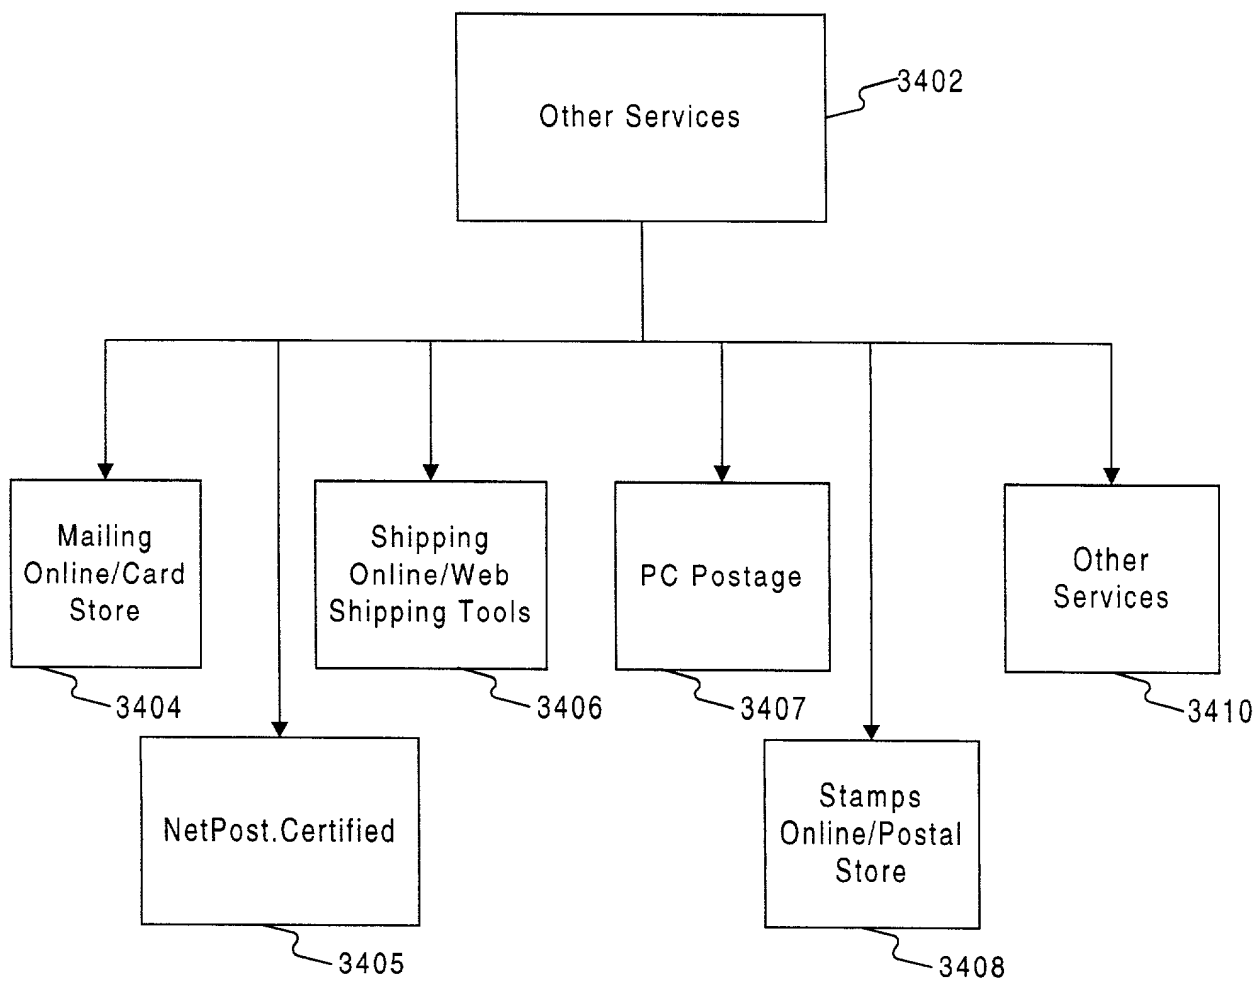 Other Services
3402
Mailing
Online/Card
Store
3404
Shipping
Online/Web
Shipping Tools
3406
PC Postage
3407
Other
Services
3410
NetPost.Certified
3405
Stamps
Online/Postal
Store
3408